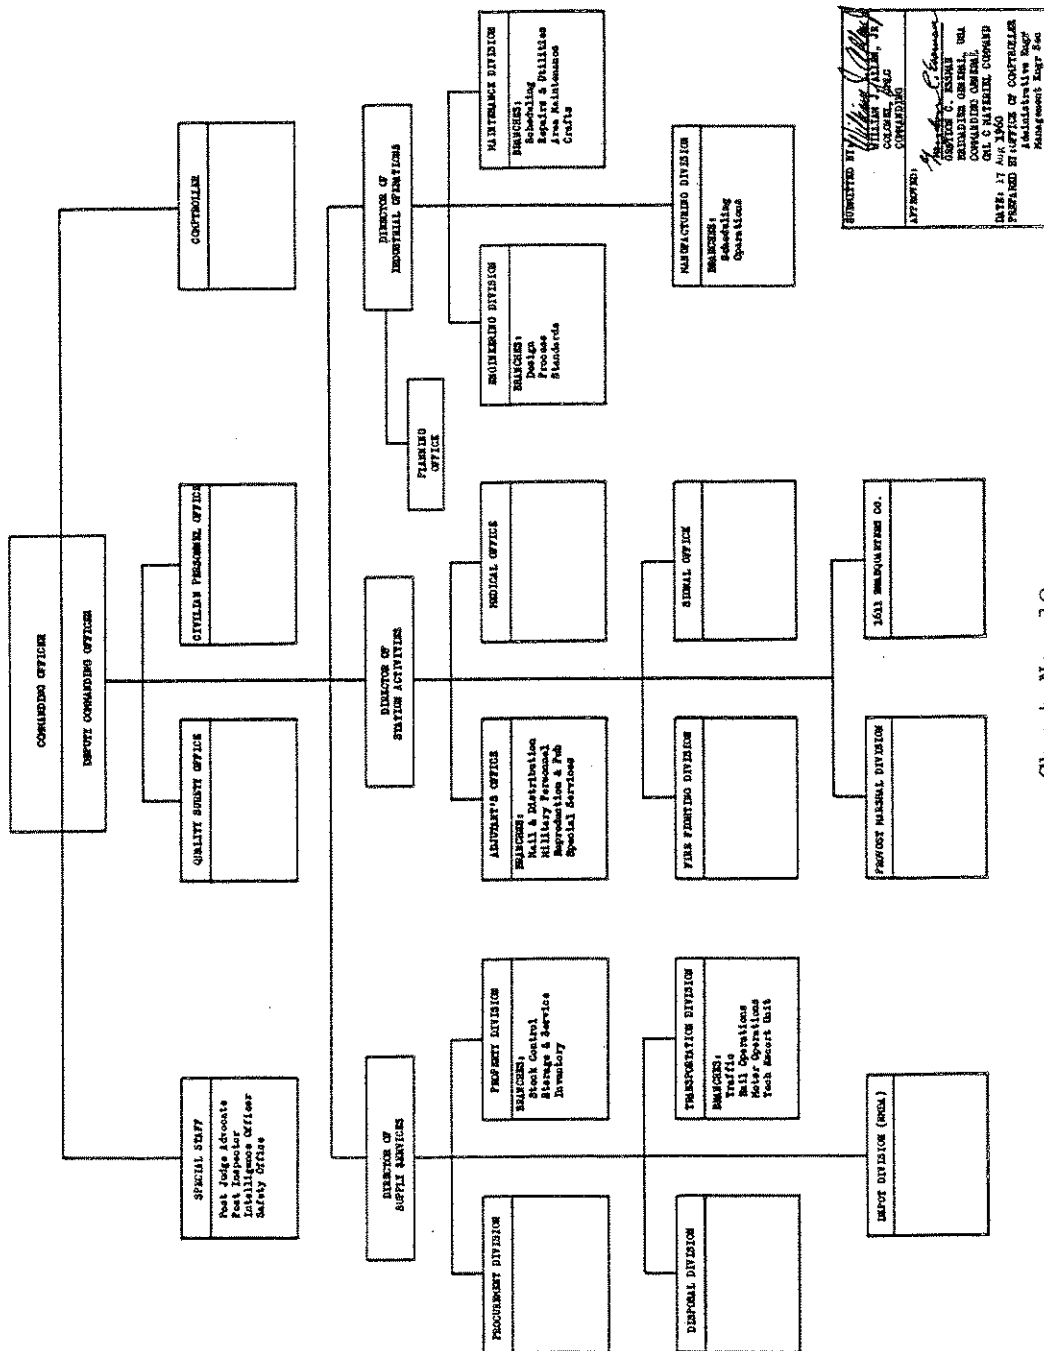 COMMANDING OFFICER
DEPUTY COMMANDING OFFICER
SPECIAL STAFF
Post Judge Advocate
Post Inspector
Intelligence Officer
Safety Office
QUALITY SURETY OFFICE
CIVILIAN PERSONNEL OFFICE
COMPTROLLER
DIRECTOR OF
SUPPLY SERVICES
DIRECTOR OF
STATION ACTIVITIES
DIRECTOR OF
INDUSTRIAL OPERATIONS
PLANNING
OFFICE
PROCUREMENT DIVISION
PROPERTY DIVISION
BRANCHES:
Stock Control
Storage & Service
Inventory
ADJUTANT'S OFFICE
BRANCHES:
Mail & Distribution
Military Personnel
Reproduction & Pub
Special Services
MEDICAL OFFICE
ENGINEERING DIVISION
BRANCHES:
Design
Process
Standards
MAINTENANCE DIVISION
BRANCHES:
Scheduling
Repairs & Utilities
Area Maintenance
Crafts
DISPOSAL DIVISION
TRANSPORTATION DIVISION
BRANCHES:
Traffic
Rail Operations
Motor Operations
Tech Escort Unit
FIRE FIGHTING DIVISION
SIGNAL OFFICE
MANUFACTURING DIVISION
BRANCHES:
Scheduling
Operations
DEPOT DIVISION (RMDA)
PROVOST MARSHAL DIVISION
1611 HEADQUARTERS CO.
SUBMITTED BY:
WILLIAM J. ALLEN, JR
COLONEL, CmlC
COMMANDING
APPROVED:
BRIGADIER GENERAL, USA
COMMANDING GENERAL
CML C MATERIEL COMMAND
DATE: 17 Aug 1960
PREPARED BY: OFFICE OF COMPTROLLER
Administrative Engr
Management Engr Sec